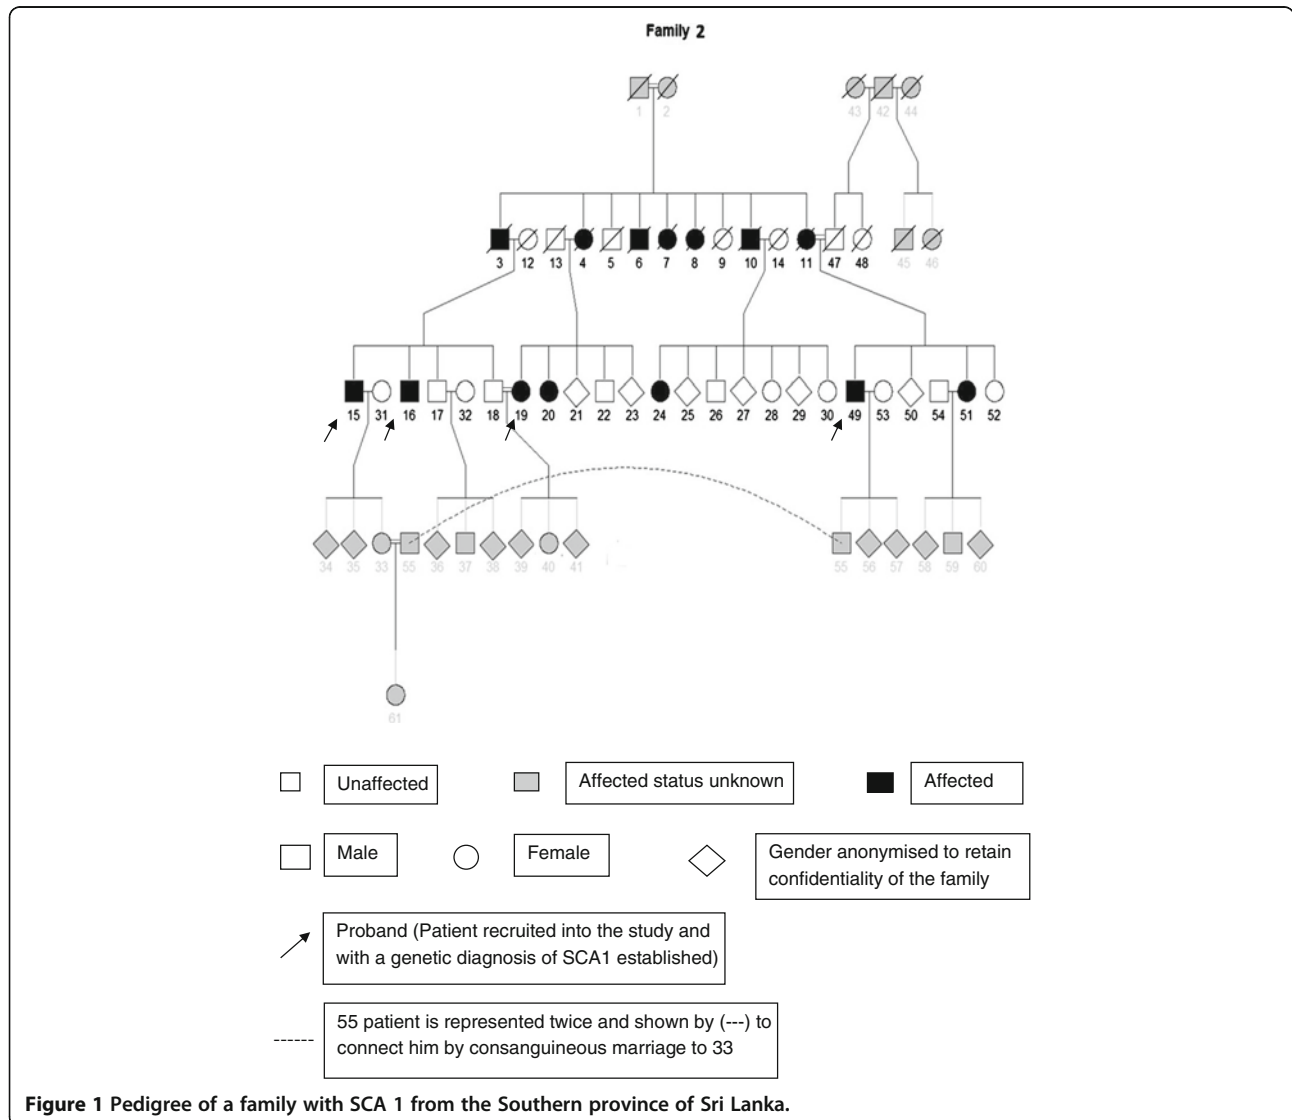 Family 2
1 2 43 42 44
3 12 13 4 5 6 7 8 9 10 14 11 47 48 45 46
15 31 16 17 32 18 19 20 21 22 23 24 25 26 27 28 29 30 49 53 50 54 51 52
34 35 33 55 36 37 38 39 40 41 55 56 57 58 59 60
61
Unaffected Affected status unknown Affected
Male Female Gender anonymised to retain
confidentiality of the family
Proband (Patient recruited into the study and
with a genetic diagnosis of SCA1 established)
55 patient is represented twice and shown by (---) to
connect him by consanguineous marriage to 33
Figure 1 Pedigree of a family with SCA 1 from the Southern province of Sri Lanka.